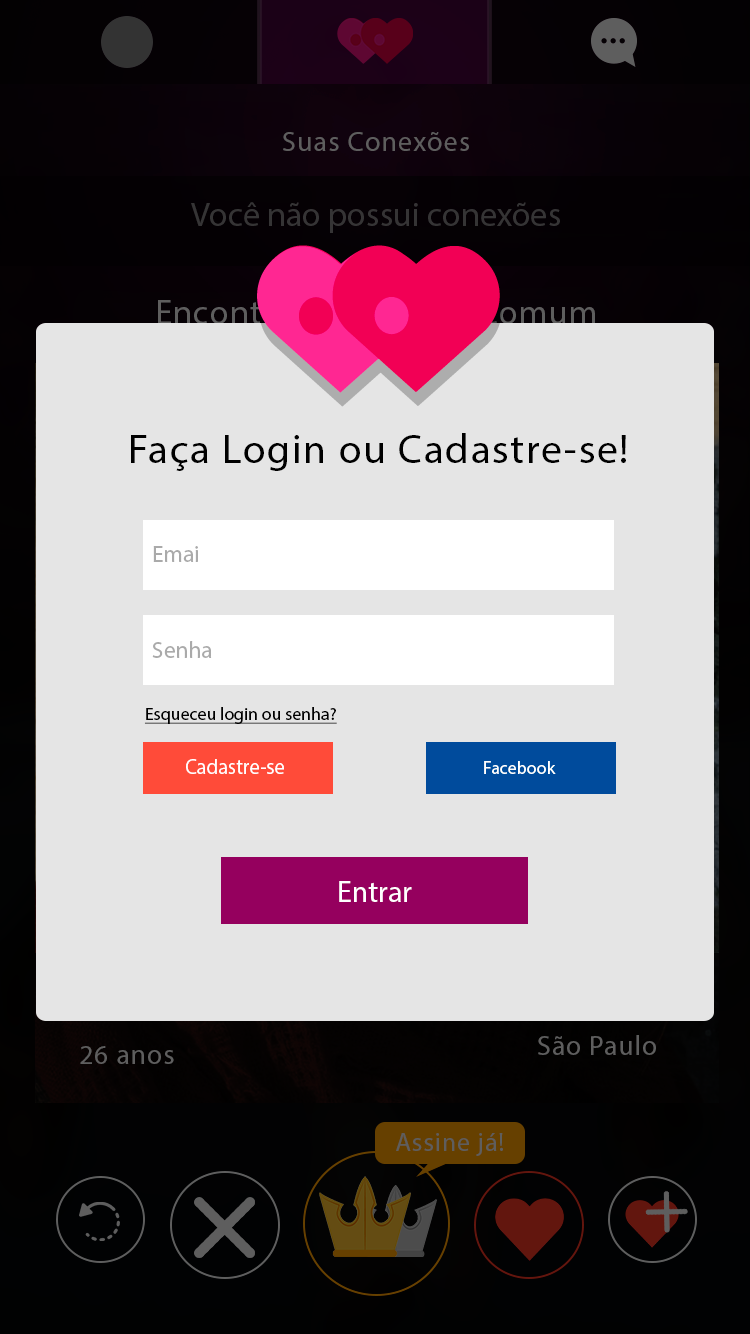 Suas Conexões
Você não possui conexões
Encont omum
Faça Login ou Cadastre-se!
Emai
Senha
Esqueceu login ou senha?
Cadastre-se
Facebook
Entrar
26 anos
São Paulo
Assine já!